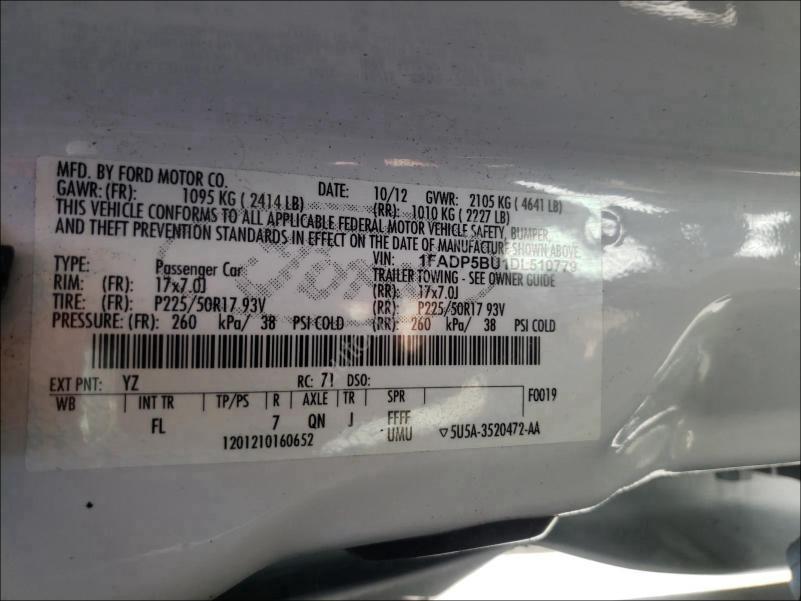 MFD. BY FORD MOTOR CO.
DATE: 10/12 GVWR: 2105 KG ( 4641 LB)
GAWR: (FR): 1095 KG ( 2414 LB) (RR): 1010 KG ( 2227 LB)
THIS VEHICLE CONFORMS TO ALL APPLICABLE FEDERAL MOTOR VEHICLE SAFETY, BUMPER,
AND THEFT PREVENTION STANDARDS IN EFFECT ON THE DATE OF MANUFACTURE SHOWN ABOVE.
VIN: 1FADP5BU1DL510779
TYPE: Passenger Car TRAILER TOWING - SEE OWNER GUIDE
RIM: (FR): 17x7.0J (RR): 17x7.0J
TIRE: (FR): P225/50R17 93V (RR): P225/50R17 93V
PRESSURE: (FR): 260 kPa/ 38 PSI COLD (RR): 260 kPa/ 38 PSI COLD
EXT PNT: YZ RC: 71 DSO: F0019
WB INT TR TP/PS R AXLE TR SPR
FL 7 QN J FFFF
UMU
1201210160652 ▽5U5A-3520472-AA